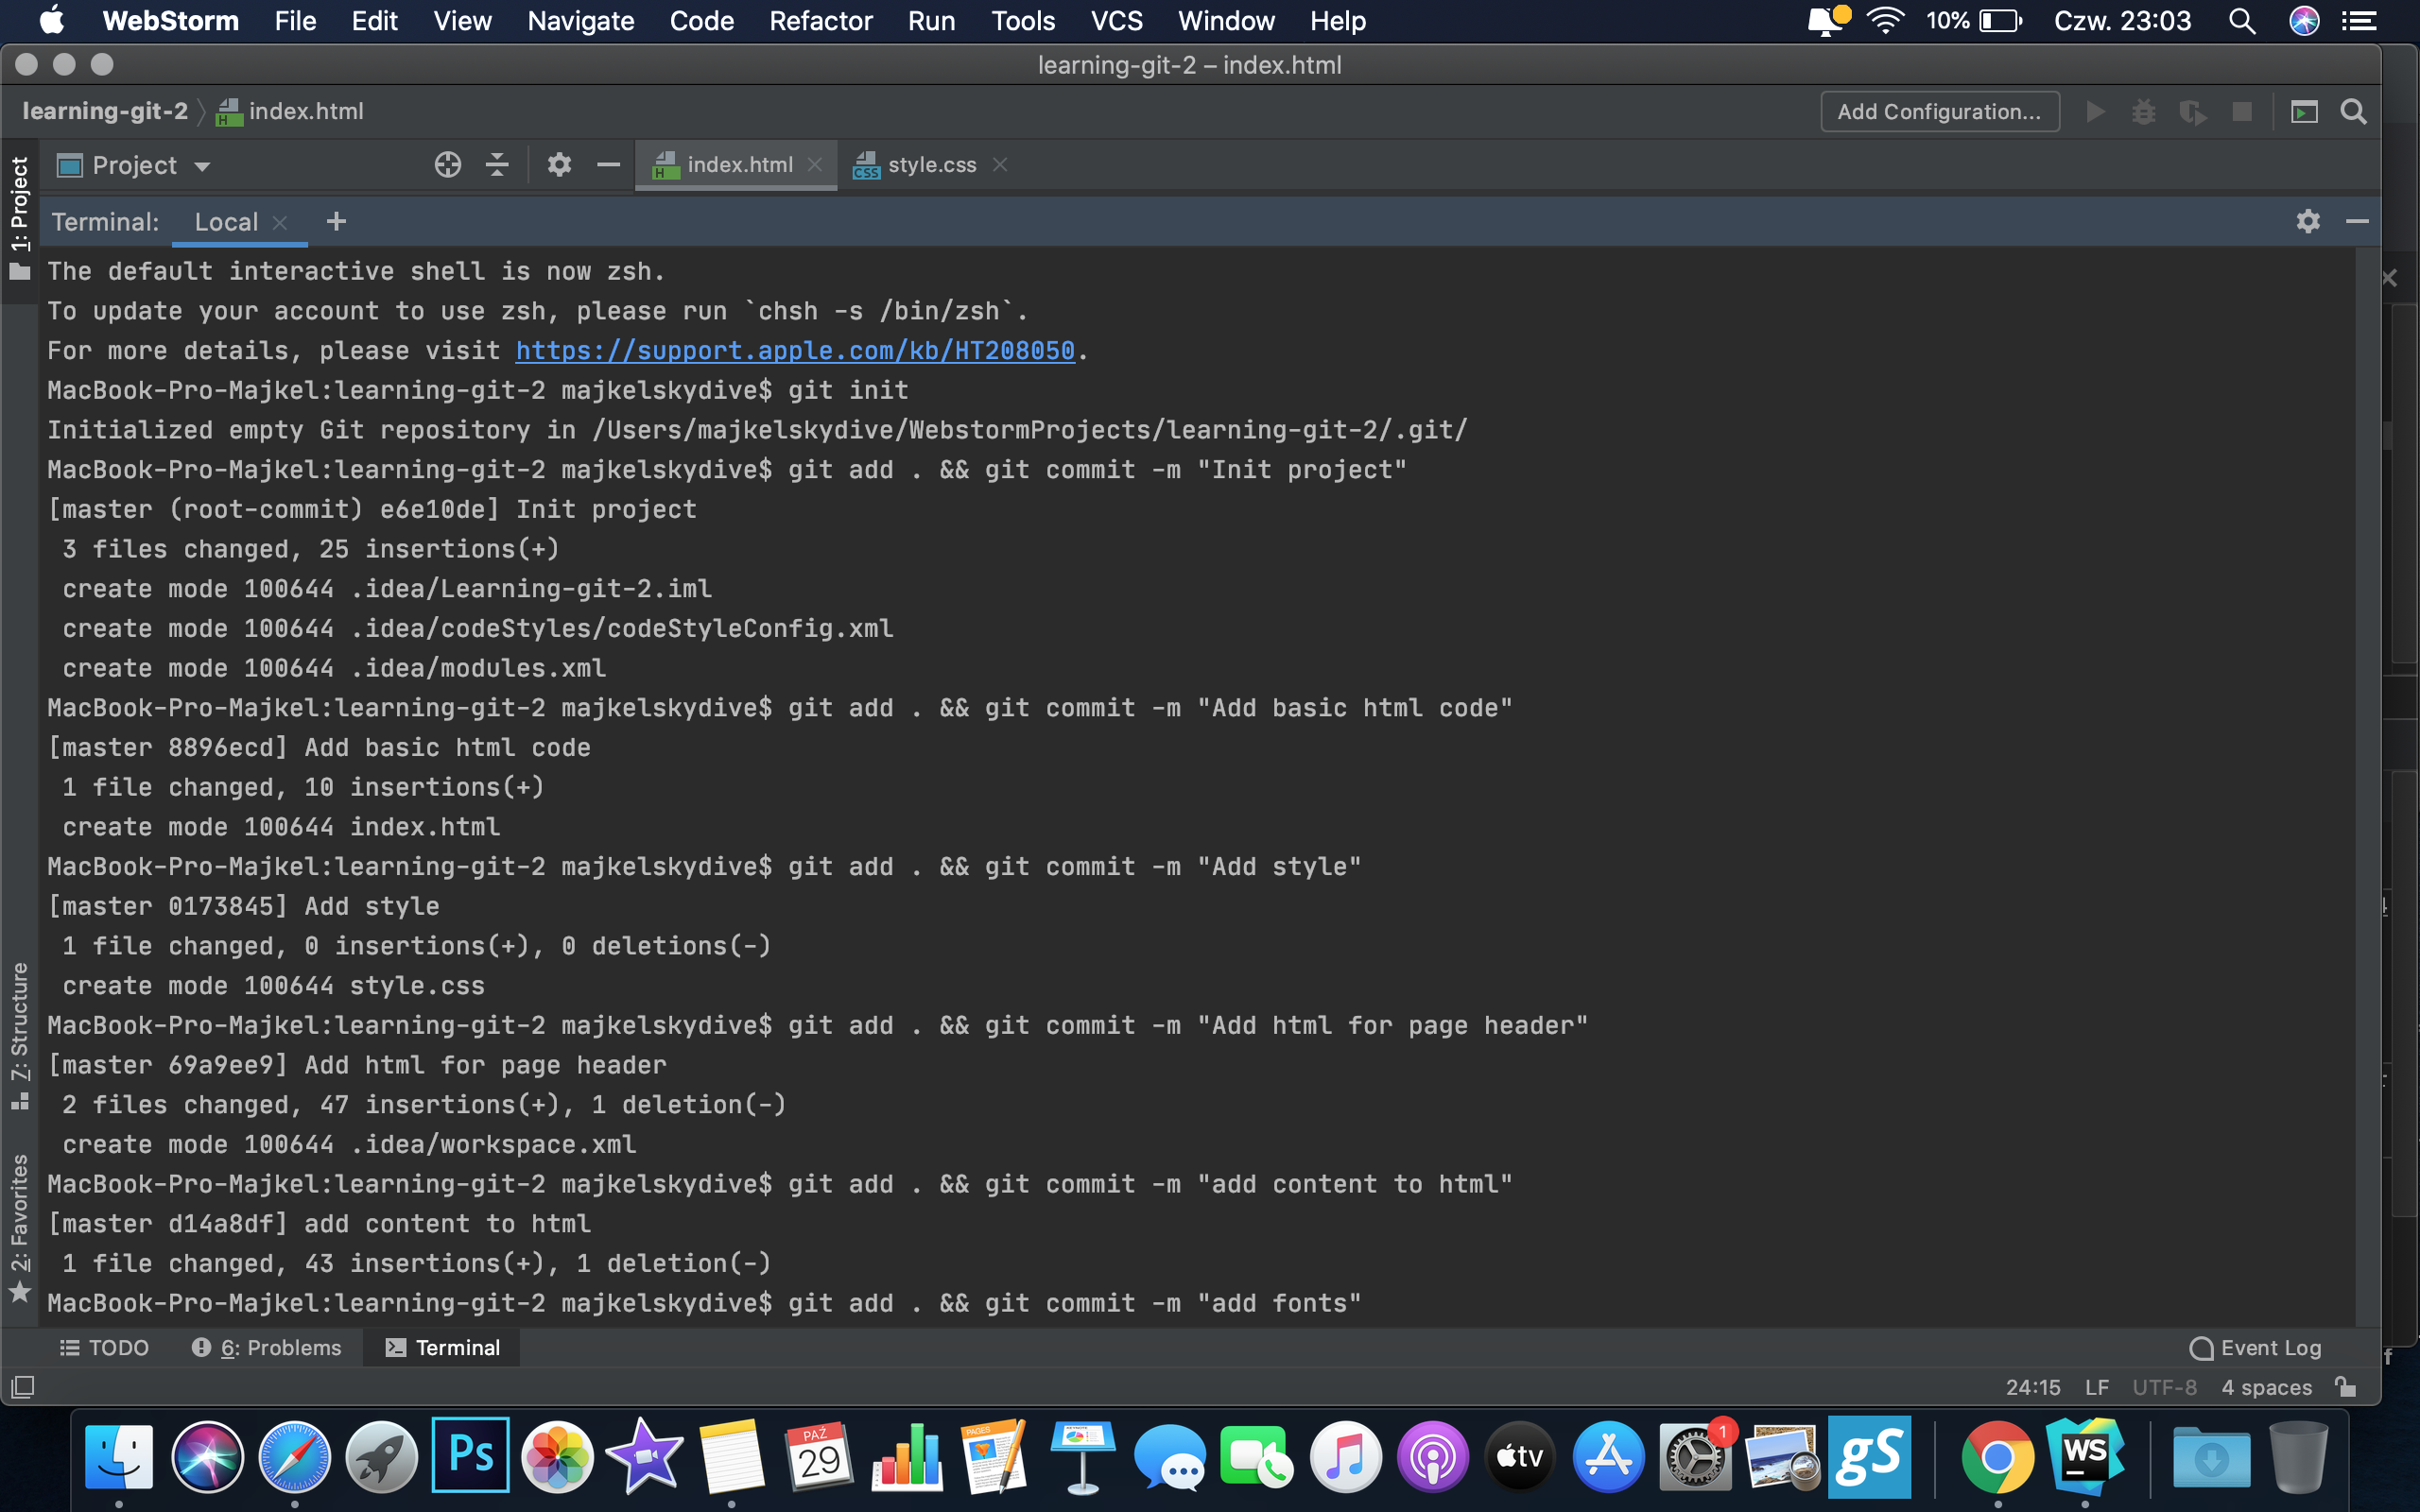 WebStorm File Edit View Navigate Code Refactor Run Tools VCS Window Help 10% Czw. 23:03
learning-git-2 – index.html
learning-git-2 index.html Add Configuration...
1: Project
Project index.html style.css
Terminal: Local +
The default interactive shell is now zsh.
To update your account to use zsh, please run `chsh -s /bin/zsh`.
For more details, please visit https://support.apple.com/kb/HT208050.
MacBook-Pro-Majkel:learning-git-2 majkelskydive$ git init
Initialized empty Git repository in /Users/majkelskydive/WebstormProjects/learning-git-2/.git/
MacBook-Pro-Majkel:learning-git-2 majkelskydive$ git add . && git commit -m "Init project"
[master (root-commit) e6e10de] Init project
3 files changed, 25 insertions(+)
create mode 100644 .idea/Learning-git-2.iml
create mode 100644 .idea/codeStyles/codeStyleConfig.xml
create mode 100644 .idea/modules.xml
MacBook-Pro-Majkel:learning-git-2 majkelskydive$ git add . && git commit -m "Add basic html code"
[master 8896ecd] Add basic html code
1 file changed, 10 insertions(+)
create mode 100644 index.html
MacBook-Pro-Majkel:learning-git-2 majkelskydive$ git add . && git commit -m "Add style"
[master 0173845] Add style
1 file changed, 0 insertions(+), 0 deletions(-)
create mode 100644 style.css
MacBook-Pro-Majkel:learning-git-2 majkelskydive$ git add . && git commit -m "Add html for page header"
[master 69a9ee9] Add html for page header
2 files changed, 47 insertions(+), 1 deletion(-)
create mode 100644 .idea/workspace.xml
MacBook-Pro-Majkel:learning-git-2 majkelskydive$ git add . && git commit -m "add content to html"
[master d14a8df] add content to html
1 file changed, 43 insertions(+), 1 deletion(-)
MacBook-Pro-Majkel:learning-git-2 majkelskydive$ git add . && git commit -m "add fonts"
Z: Structure
2: Favorites
TODO 6: Problems Terminal Event Log
24:15 LF UTF-8 4 spaces
Ps PAŹ 29 PAGES tv 1 gS WS